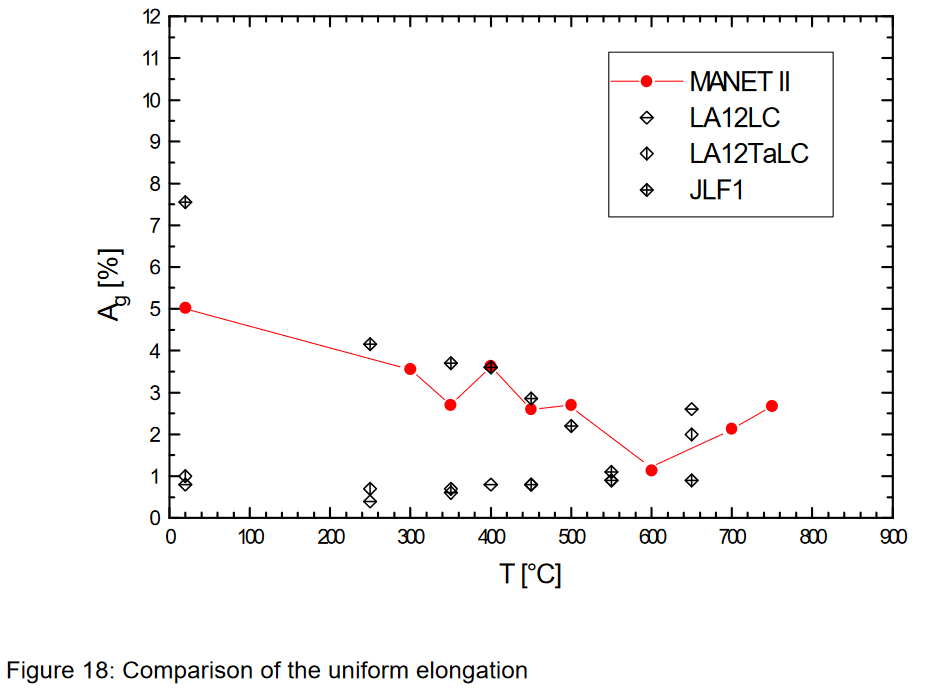 12
11
10
9
8
7
6
5
4
3
2
1
0
Ag [%]
MANET II
LA12LC
LA12TaLC
JLF1
0 100 200 300 400 500 600 700 800 900
T [°C]
Figure 18: Comparison of the uniform elongation